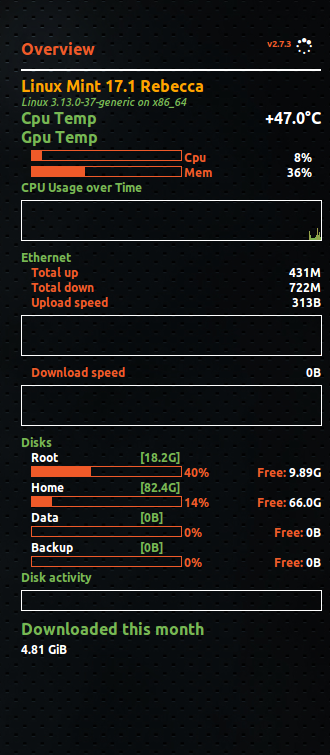 Overview v2.7.3
Linux Mint 17.1 Rebecca
Linux 3.13.0-37-generic on x86_64
Cpu Temp +47.0°C
Gpu Temp
Cpu 8%
Mem 36%
CPU Usage over Time
Ethernet
Total up 431M
Total down 722M
Upload speed 313B
Download speed 0B
Disks
Root [18.2G]
40% Free: 9.89G
Home [82.4G]
14% Free: 66.0G
Data [0B]
0% Free: 0B
Backup [0B]
0% Free: 0B
Disk activity
Downloaded this month
4.81 GiB